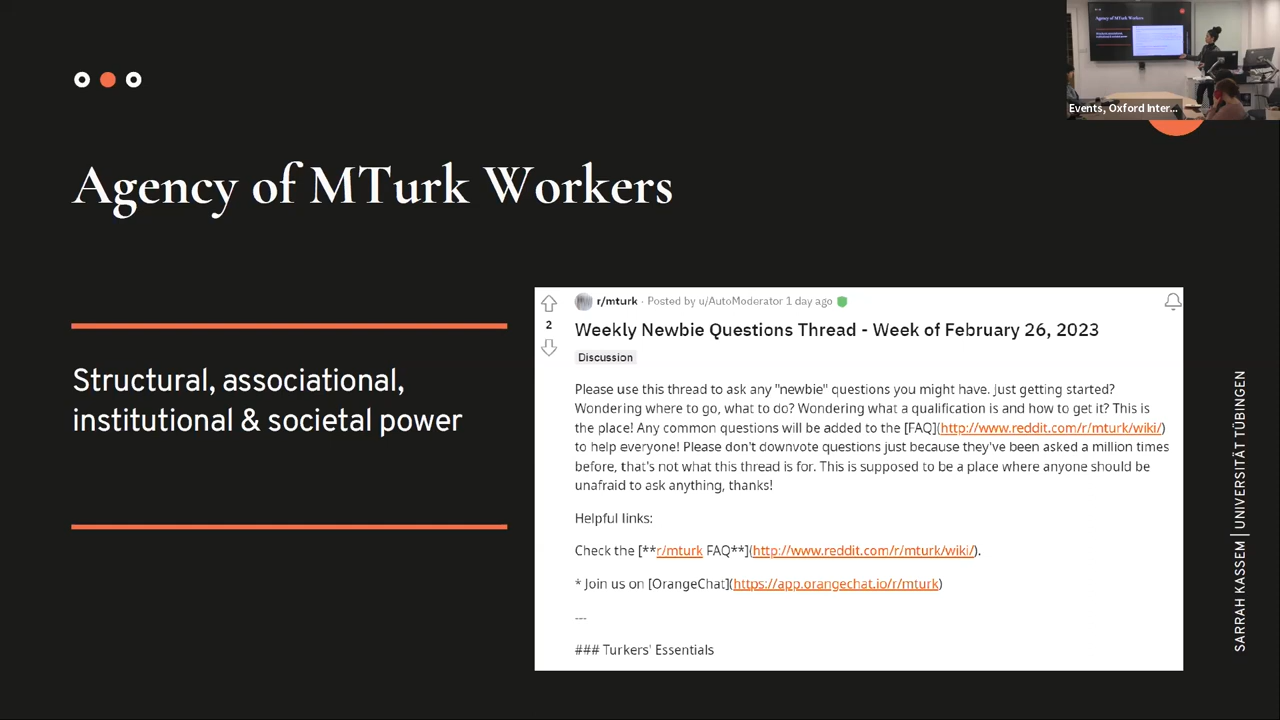 Agency of MTurk Workers
Events, Oxford Inter...
Agency of MTurk Workers
Structural, associational,
institutional & societal power
r/mturk · Posted by u/AutoModerator 1 day ago
2
Weekly Newbie Questions Thread - Week of February 26, 2023
Discussion
Please use this thread to ask any "newbie" questions you might have. Just getting started?
Wondering where to go, what to do? Wondering what a qualification is and how to get it? This is
the place! Any common questions will be added to the [FAQ](http://www.reddit.com/r/mturk/wiki/)
to help everyone! Please don't downvote questions just because they've been asked a million times
before, that's not what this thread is for. This is supposed to be a place where anyone should be
unafraid to ask anything, thanks!
Helpful links:
Check the [**r/mturk FAQ**](http://www.reddit.com/r/mturk/wiki/).
* Join us on [OrangeChat](https://app.orangechat.io/r/mturk)
---
### Turkers' Essentials
SARRAH KASSEM | UNIVERSITÄT TÜBINGEN